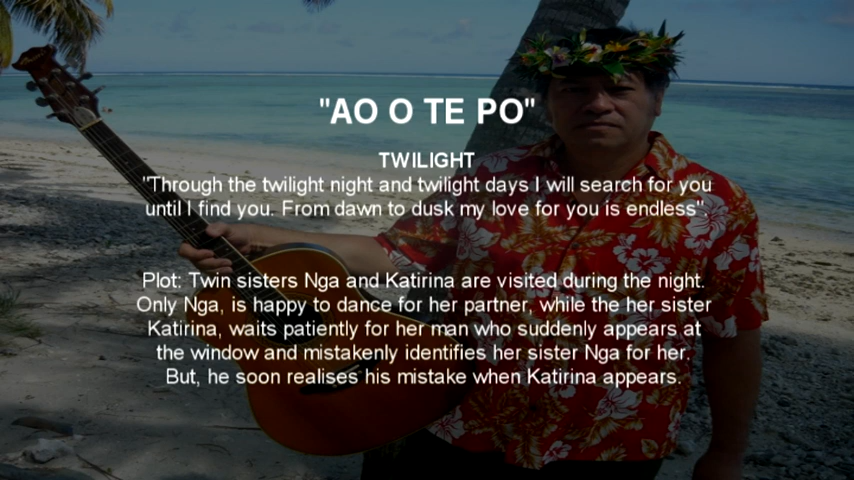 "AO O TE PO"
TWILIGHT
"Through the twilight night and twilight days I will search for you
until I find you. From dawn to dusk my love for you is endless".
Plot: Twin sisters Nga and Katirina are visited during the night.
Only Nga, is happy to dance for her partner, while the her sister
Katirina, waits patiently for her man who suddenly appears at
the window and mistakenly identifies her sister Nga for her.
But, he soon realises his mistake when Katirina appears.